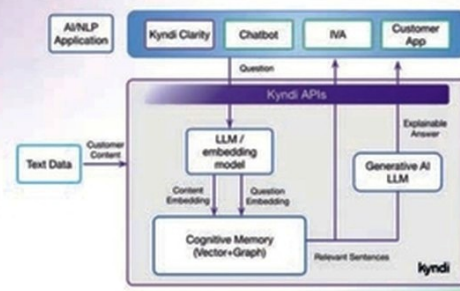 AI/NLP
Application
Kyndi Clarity
Chatbot
IVA
Customer
App
Question
Kyndi APIs
Customer
Content
Text Data
LLM /
embedding
model
Explainable
Answer
Generative AI
LLM
Content
Embedding
Question
Embedding
Cognitive Memory
(Vector+Graph)
Relevant Sentences
kyndi